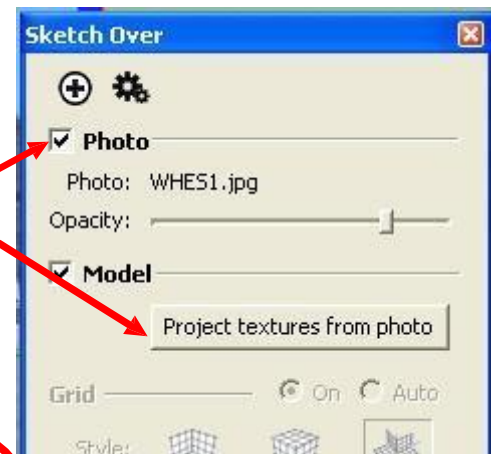 Sketch Over
Photo
Photo: WHES1.jpg
Opacity:
Model
Project textures from photo
Grid On Auto
Style: